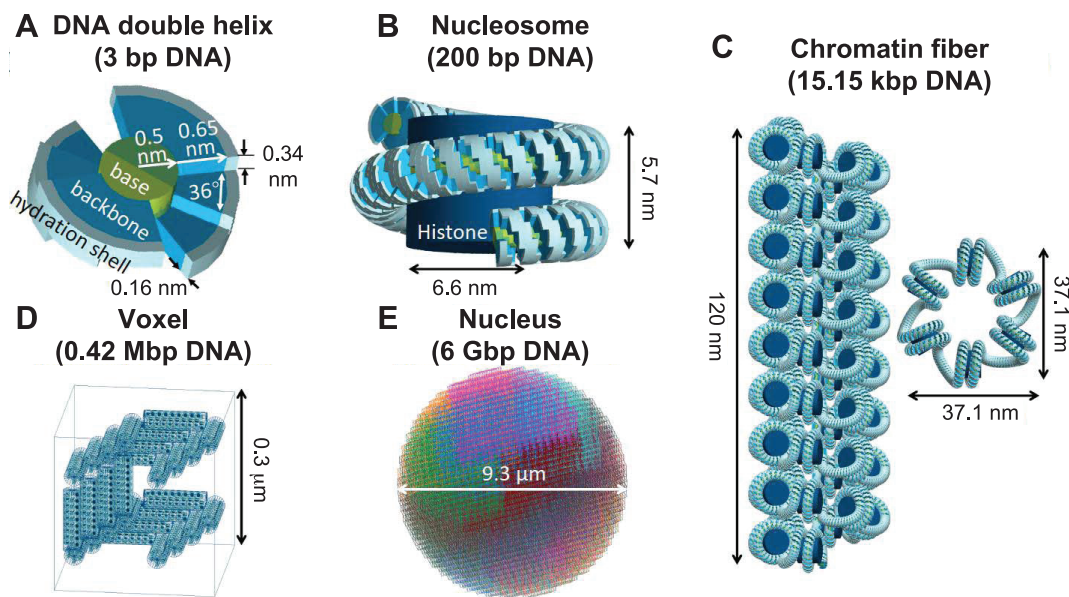 A DNA double helix
(3 bp DNA)
0.5
nm
0.65
nm
0.34
nm
base
36°
backbone
hydration shell
0.16 nm
B Nucleosome
(200 bp DNA)
Histone
5.7 nm
6.6 nm
C Chromatin fiber
(15.15 kbp DNA)
120 nm
37.1 nm
37.1 nm
D Voxel
(0.42 Mbp DNA)
0.3 µm
E Nucleus
(6 Gbp DNA)
9.3 µm